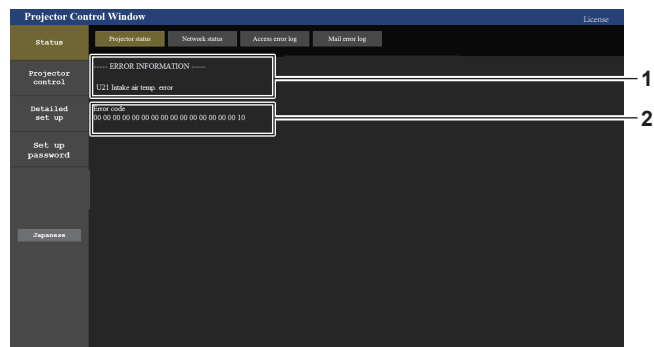 Projector Control Window
License
Status
Projector status
Network status
Access error log
Mail error log
Projector
control
Detailed
set up
Set up
password
Japanese
----- ERROR INFORMATION -----
U21 Intake air temp. error
Error code
00 00 00 00 00 00 00 00 00 00 00 00 00 00 00 10
1
2